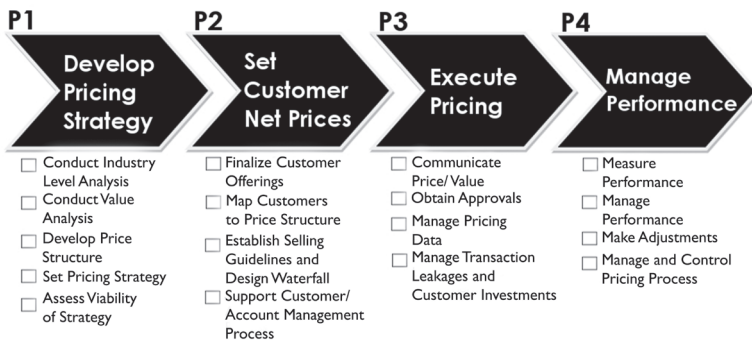 P1
Develop
Pricing
Strategy
Conduct Industry
Level Analysis
Conduct Value
Analysis
Develop Price
Structure
Set Pricing Strategy
Assess Viability
of Strategy
P2
Set
Customer
Net Prices
Finalize Customer
Offerings
Map Customers
to Price Structure
Establish Selling
Guidelines and
Design Waterfall
Support Customer/
Account Management
Process
P3
Execute
Pricing
Communicate
Price/Value
Obtain Approvals
Manage Pricing
Data
Manage Transaction
Leakages and
Customer Investments
P4
Manage
Performance
Measure
Performance
Manage
Performance
Make Adjustments
Manage and Control
Pricing Process